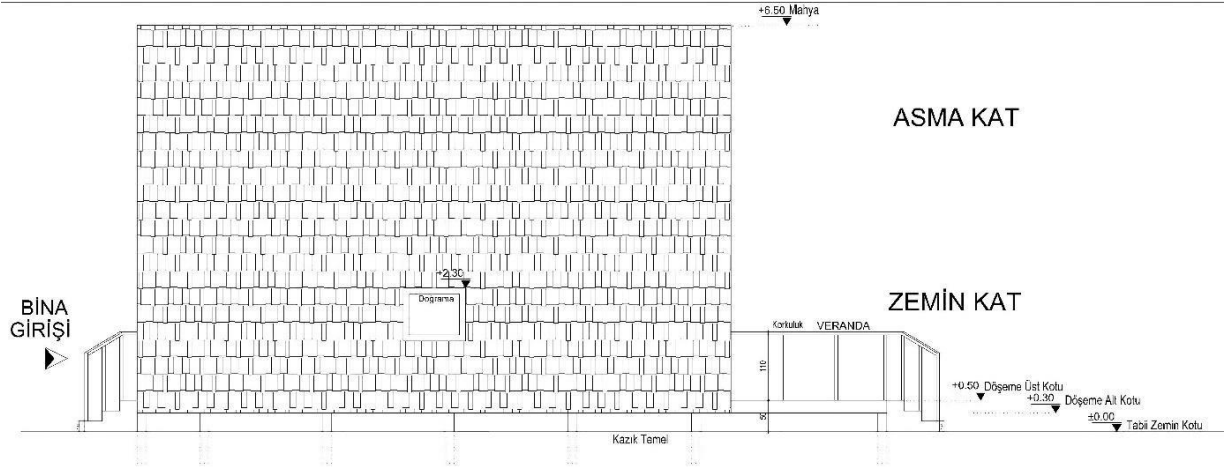 +6.50 Mahya
ASMA KAT
+2.30
Dograma
BİNA
GİRİŞİ
ZEMİN KAT
Korkuluk VERANDA
110
+0.50 Döşeme Üst Kotu
+0.30 Döşeme Alt Kotu
50
±0.00 Tabii Zemin Kotu
Kazık Temel